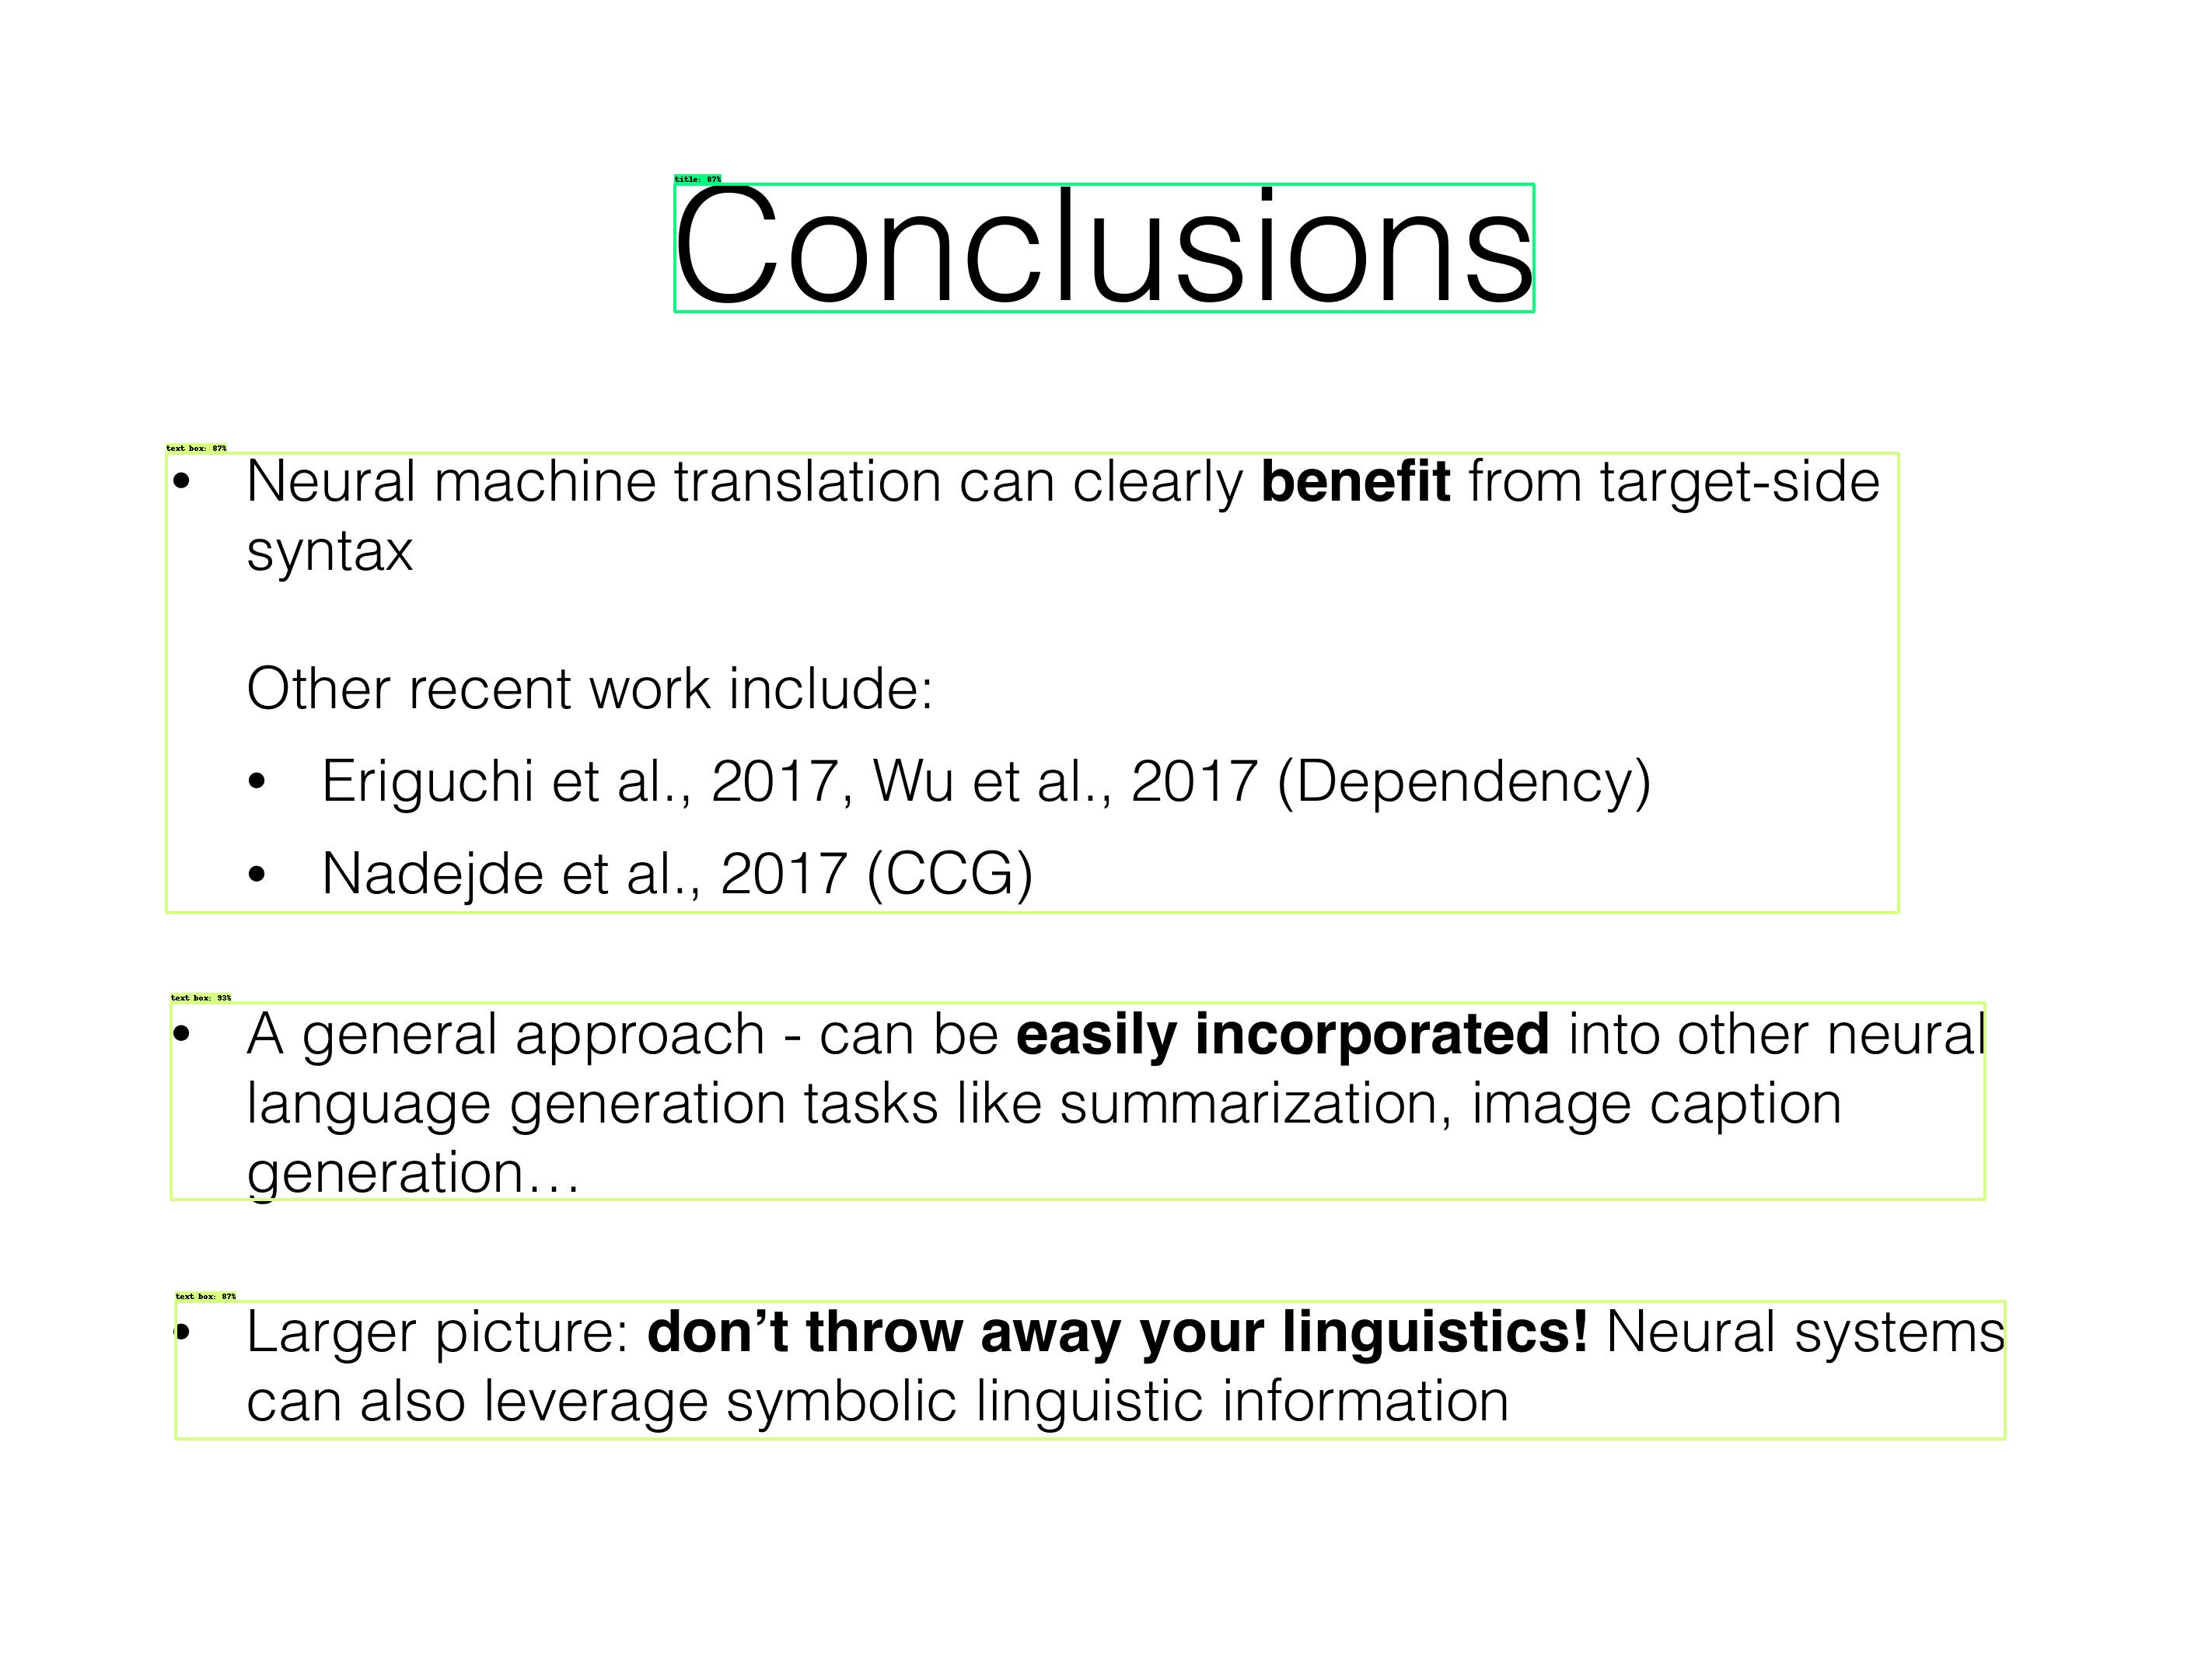 title: 87%
Conclusions
text box: 87%
• Neural machine translation can clearly benefit from target-side
syntax
Other recent work include:
• Eriguchi et al., 2017, Wu et al., 2017 (Dependency)
• Nadejde et al., 2017 (CCG)
text box: 93%
• A general approach - can be easily incorporated into other neural
language generation tasks like summarization, image caption
generation…
text box: 87%
• Larger picture: don’t throw away your linguistics! Neural systems
can also leverage symbolic linguistic information